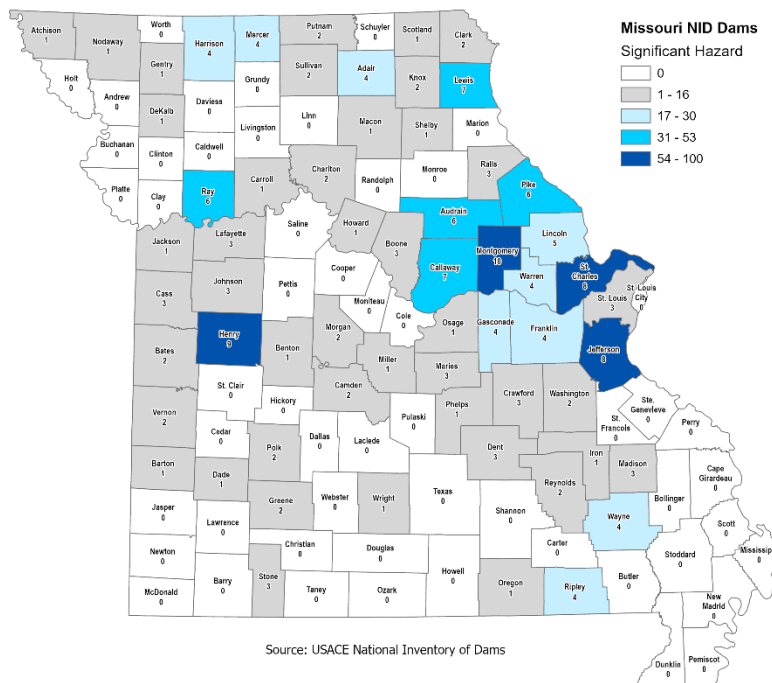 Missouri NID Dams
Significant Hazard
0
1 - 16
17 - 30
31 - 53
54 - 100
Atchison
1
Nodaway
1
Worth
0
Harrison
4
Mercer
4
Putnam
2
Schuyler
0
Scotland
1
Clark
2
Holt
0
Andrew
0
Gentry
1
Daviess
0
Grundy
0
Sullivan
2
Adair
4
Knox
2
Lewis
7
Buchanan
0
DeKalb
1
Clinton
0
Caldwell
0
Livingston
0
Linn
0
Macon
1
Shelby
1
Marion
0
Platte
0
Clay
0
Ray
6
Carroll
1
Chariton
2
Randolph
0
Monroe
0
Ralls
3
Pike
6
Jackson
1
Lafayette
3
Saline
0
Howard
1
Boone
3
Audrain
6
Callaway
7
Montgomery
10
Lincoln
5
Warren
4
St.
Charles
8
St. Louis
3
St. Louis
City
0
Cass
3
Johnson
3
Pettis
0
Cooper
0
Moniteau
0
Cole
0
Osage
1
Gasconade
4
Franklin
4
Jefferson
8
Bates
2
Henry
9
Benton
1
Morgan
2
Miller
1
Maries
3
St. Clair
0
Hickory
0
Camden
2
Pulaski
0
Phelps
1
Crawford
3
Washington
2
St.
Francois
0
Ste.
Genevieve
0
Perry
0
Vernon
2
Cedar
0
Polk
2
Dallas
0
Laclede
0
Dent
3
Iron
1
Madison
3
Barton
1
Dade
1
Greene
2
Webster
0
Wright
1
Texas
0
Shannon
0
Reynolds
2
Wayne
4
Bollinger
0
Cape
Girardeau
0
Jasper
0
Lawrence
0
Christian
0
Douglas
0
Howell
0
Carter
0
Butler
0
Stoddard
0
Scott
0
Mississip
0
Newton
0
McDonald
0
Barry
0
Stone
3
Taney
0
Ozark
0
Oregon
1
Ripley
4
New
Madrid
0
Dunklin
0
Pemiscot
0
Source: USACE National Inventory of Dams